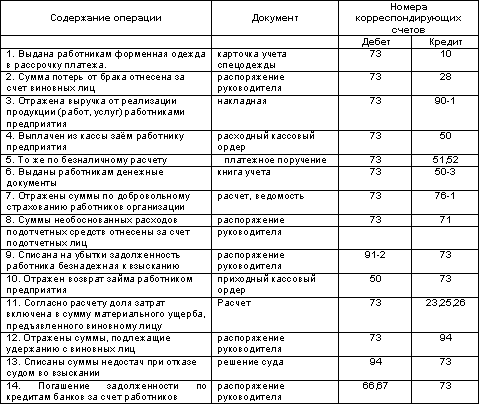 Содержание операции Документ Номера
корреспондирующих
счетов
Дебет Кредит
1. Выдана работникам форменная одежда карточка учета 73 10
в рассрочку платежа. спецодежды
2. Сумма потерь от брака отнесена за распоряжение 73 28
счет виновных лиц руководителя
3. Отражена выручка от реализации накладная 73 90-1
продукции (работ, услуг) работниками
предприятия
4. Выплачен из кассы заём работнику расходный кассовый 73 50
предприятия ордер
5. То же по безналичному расчету платежное поручение 73 51,52
6. Выданы работникам денежные книга учета 73 50-3
документы
7. Отражены суммы по добровольному расчет, ведомость 73 76-1
страхованию работников организации
8. Суммы необоснованных расходов распоряжение 73 71
подотчетных средств отнесены за счет руководителя
подотчетных лиц
9. Списана на убытки задолженность распоряжение 91-2 73
работника безнадежная к взысканию руководителя
10. Отражен возврат займа работником приходный кассовый 50 73
предприятия ордер
11. Согласно расчету доля затрат Расчет 73 23,25,26
включена в сумму материального ущерба,
предъявленного виновному лицу
12. Отражены суммы, подлежащие распоряжение 73 94
удержанию с виновных лиц руководителя
13. Списаны суммы недостач при отказе решение суда 94 73
судом во взыскании
14. Погашение задолженности по распоряжение 66,67 73
кредитам банков за счет работников руководителя